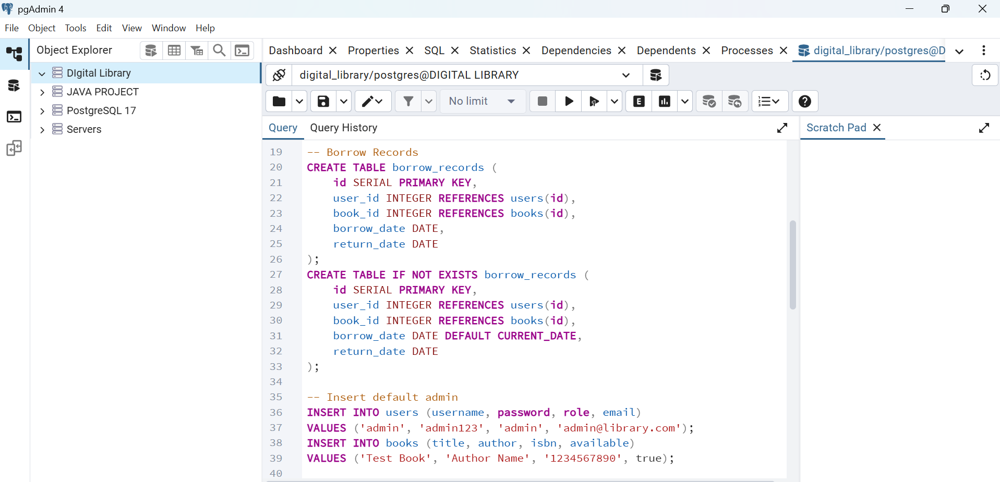 pgAdmin 4
File Object Tools Edit View Window Help
Object Explorer
DIgital Library
JAVA PROJECT
PostgreSQL 17
Servers
Dashboard Properties SQL Statistics Dependencies Dependents Processes digital_library/postgres@D
digital_library/postgres@DIGITAL LIBRARY
No limit
E
Query Query History
Scratch Pad
19 -- Borrow Records
20 CREATE TABLE borrow_records (
21 id SERIAL PRIMARY KEY,
22 user_id INTEGER REFERENCES users(id),
23 book_id INTEGER REFERENCES books(id),
24 borrow_date DATE,
25 return_date DATE
26 );
27 CREATE TABLE IF NOT EXISTS borrow_records (
28 id SERIAL PRIMARY KEY,
29 user_id INTEGER REFERENCES users(id),
30 book_id INTEGER REFERENCES books(id),
31 borrow_date DATE DEFAULT CURRENT_DATE,
32 return_date DATE
33 );
34
35 -- Insert default admin
36 INSERT INTO users (username, password, role, email)
37 VALUES ('admin', 'admin123', 'admin', 'admin@library.com');
38 INSERT INTO books (title, author, isbn, available)
39 VALUES ('Test Book', 'Author Name', '1234567890', true);
40